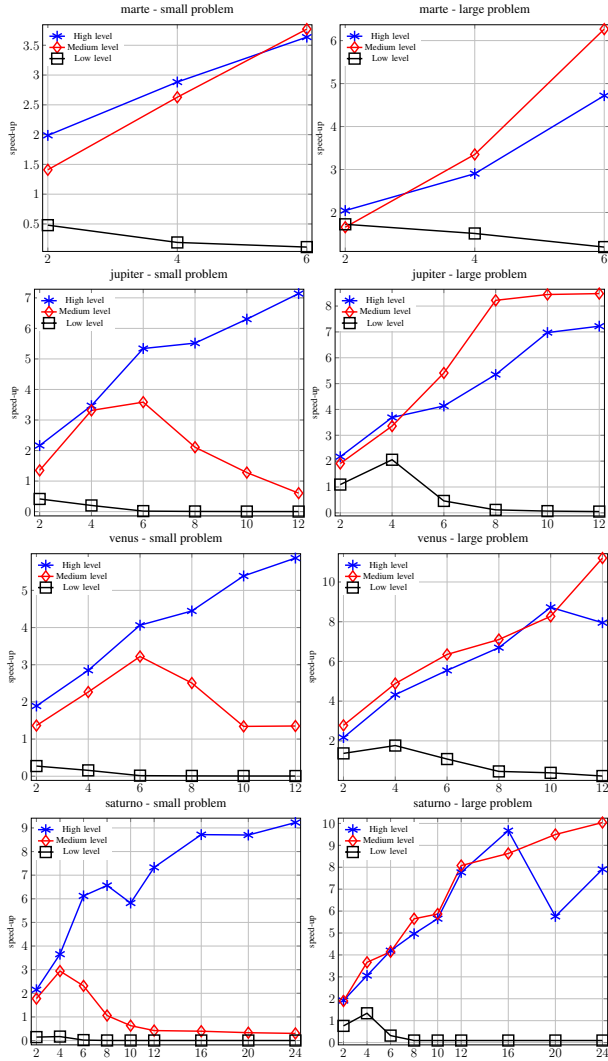 marte - small problem
High level
Medium level
Low level
speed-up
3.5
3
2.5
2
1.5
1
0.5
2 4 6
marte - large problem
High level
Medium level
Low level
speed-up
6
5
4
3
2
2 4 6
jupiter - small problem
High level
Medium level
Low level
speed-up
7
6
5
4
3
2
1
0
2 4 6 8 10 12
jupiter - large problem
High level
Medium level
Low level
speed-up
8
7
6
5
4
3
2
1
0
2 4 6 8 10 12
venus - small problem
High level
Medium level
Low level
speed-up
5
4
3
2
1
0
2 4 6 8 10 12
venus - large problem
High level
Medium level
Low level
speed-up
10
8
6
4
2
2 4 6 8 10 12
saturno - small problem
High level
Medium level
Low level
speed-up
9
8
7
6
5
4
3
2
1
0
2 4 6 8 10 12 16 20 24
saturno - large problem
High level
Medium level
Low level
speed-up
10
9
8
7
6
5
4
3
2
1
0
2 4 6 8 10 12 16 20 24